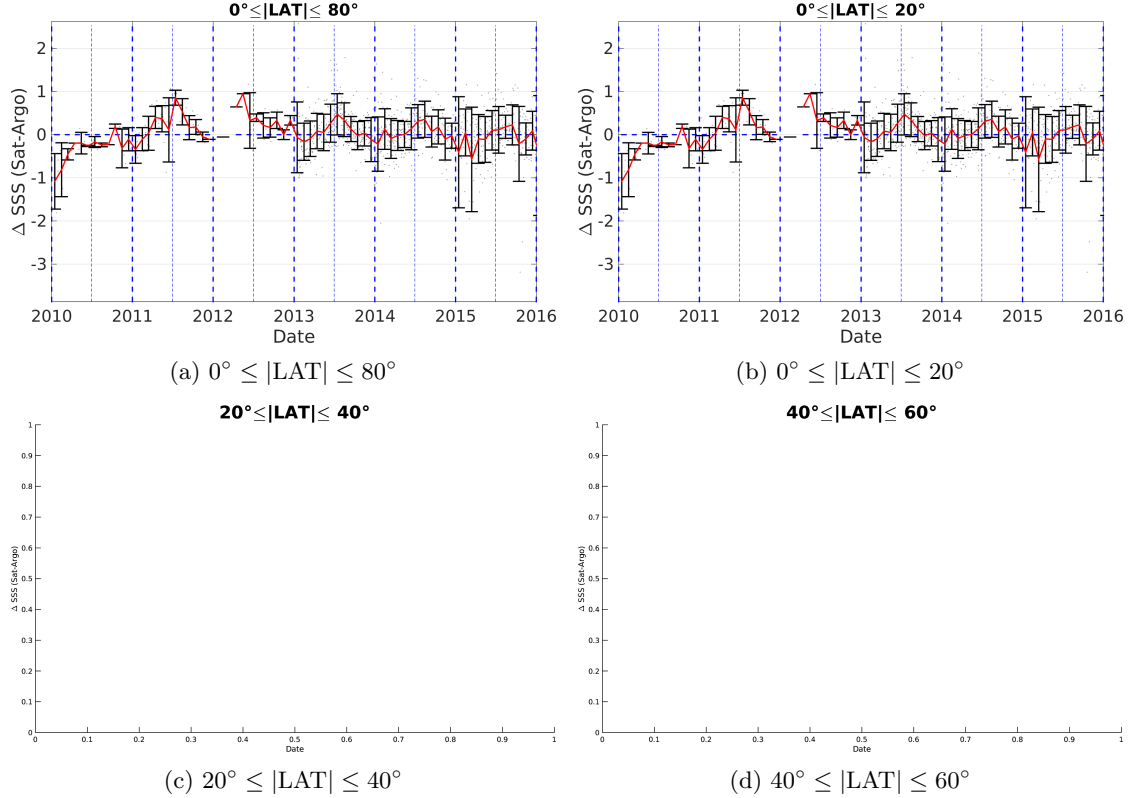 0°≤|LAT|≤ 80°
Δ SSS (Sat-Argo)
2
1
0
-1
-2
-3
2010 2011 2012 2013 2014 2015 2016
Date
(a) 0° ≤ |LAT| ≤ 80°
0°≤|LAT|≤ 20°
Δ SSS (Sat-Argo)
2
1
0
-1
-2
-3
2010 2011 2012 2013 2014 2015 2016
Date
(b) 0° ≤ |LAT| ≤ 20°
20°≤|LAT|≤ 40°
Δ SSS (Sat-Argo)
1
0.9
0.8
0.7
0.6
0.5
0.4
0.3
0.2
0.1
0
0 0.1 0.2 0.3 0.4 0.5 0.6 0.7 0.8 0.9 1
Date
(c) 20° ≤ |LAT| ≤ 40°
40°≤|LAT|≤ 60°
Δ SSS (Sat-Argo)
1
0.9
0.8
0.7
0.6
0.5
0.4
0.3
0.2
0.1
0
0 0.1 0.2 0.3 0.4 0.5 0.6 0.7 0.8 0.9 1
Date
(d) 40° ≤ |LAT| ≤ 60°